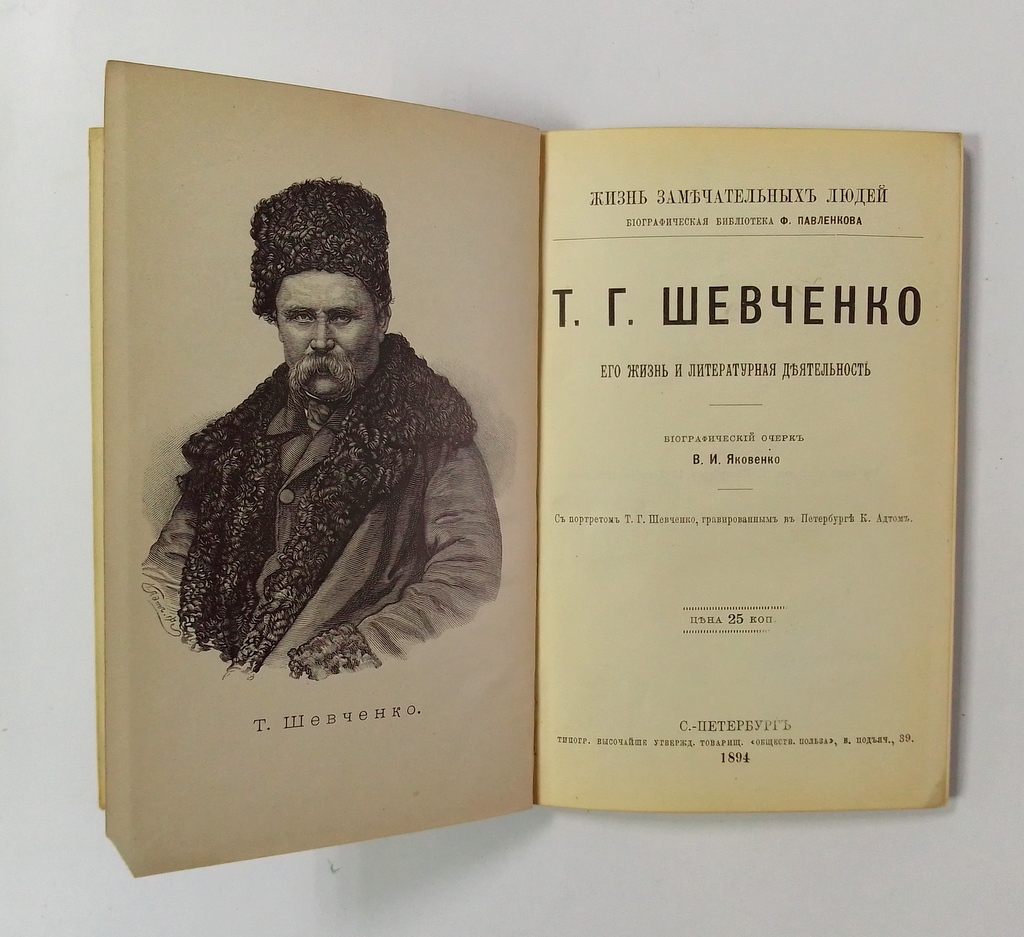 Т. Шевченко.
ЖИЗНЬ ЗАМѢЧАТЕЛЬНЫХЪ ЛЮДЕЙ
БІОГРАФИЧЕСКАЯ БИБЛІОТЕКА Ф. ПАВЛЕНКОВА
Т. Г. ШЕВЧЕНКО
ЕГО ЖИЗНЬ И ЛИТЕРАТУРНАЯ ДѢЯТЕЛЬНОСТЬ
БІОГРАФИЧЕСКІЙ ОЧЕРКЪ
В. И. Яковенко
Съ портретомъ Т. Г. Шевченко, гравированнымъ въ Петербургѣ К. Адтомъ.
ЦѢНА 25 КОП.
С.-ПЕТЕРБУРГЪ
ТИПОГР. ВЫСОЧАЙШЕ УТВЕРЖД. ТОВАРИЩ. «ОБЩЕСТВ. ПОЛЬЗА», Б. ПОДЪЯЧ., 39.
1894